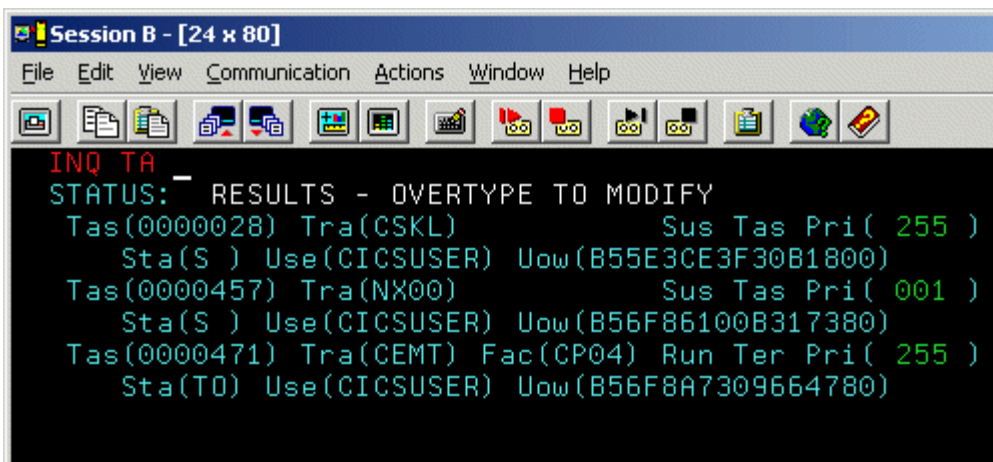 Session B - [24 x 80]
File Edit View Communication Actions Window Help
INQ TA
STATUS: RESULTS - OVERTYPE TO MODIFY
Tas(0000028) Tra(CSKL) Sus Tas Pri( 255 )
Sta(S ) Use(CICSUSER) Uow(B55E3CE3F30B1800)
Tas(0000457) Tra(NX00) Sus Tas Pri( 001 )
Sta(S ) Use(CICSUSER) Uow(B56F86100B317380)
Tas(0000471) Tra(CEMT) Fac(CP04) Run Ter Pri( 255 )
Sta(TO) Use(CICSUSER) Uow(B56F8A7309664780)